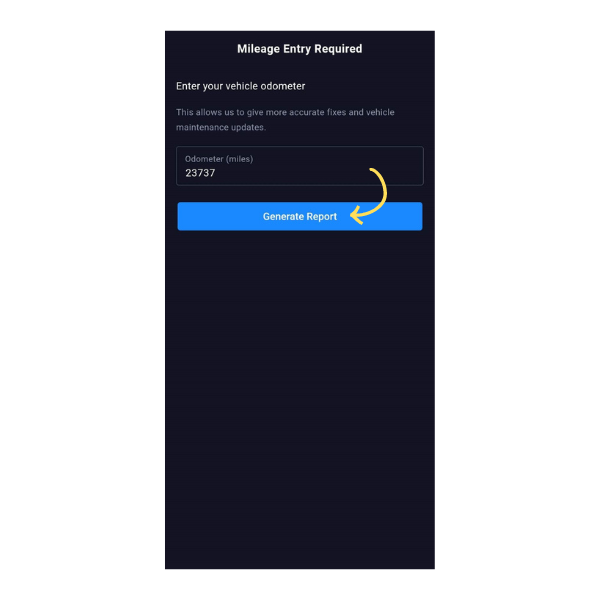 Mileage Entry Required
Enter your vehicle odometer
This allows us to give more accurate fixes and vehicle
maintenance updates.
Odometer (miles)
23737
Generate Report